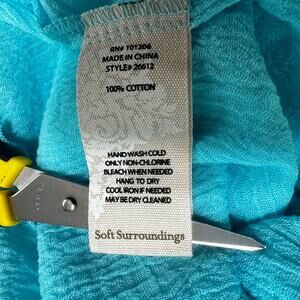 RN# 101206
MADE IN CHINA
STYLE# 26612
100% COTTON
HAND WASH COLD
ONLY NON-CHLORINE
BLEACH WHEN NEEDED
HANG TO DRY
COOL IRON IF NEEDED
MAY BE DRY CLEANED
Soft Surroundings